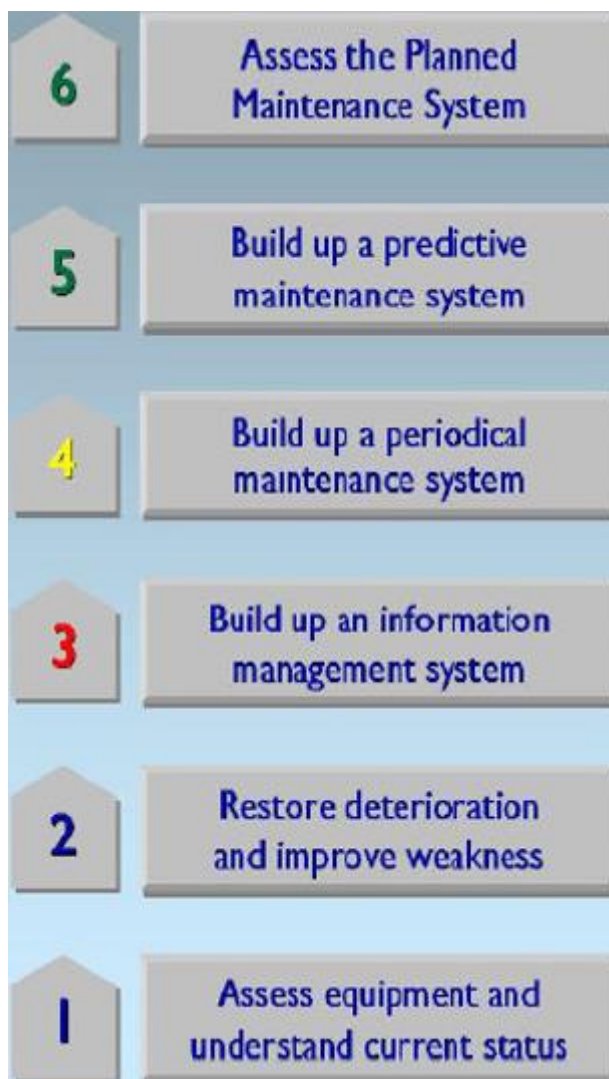 6
Assess the Planned
Maintenance System
5
Build up a predictive
maintenance system
4
Build up a periodical
maintenance system
3
Build up an information
management system
2
Restore deterioration
and improve weakness
1
Assess equipment and
understand current status